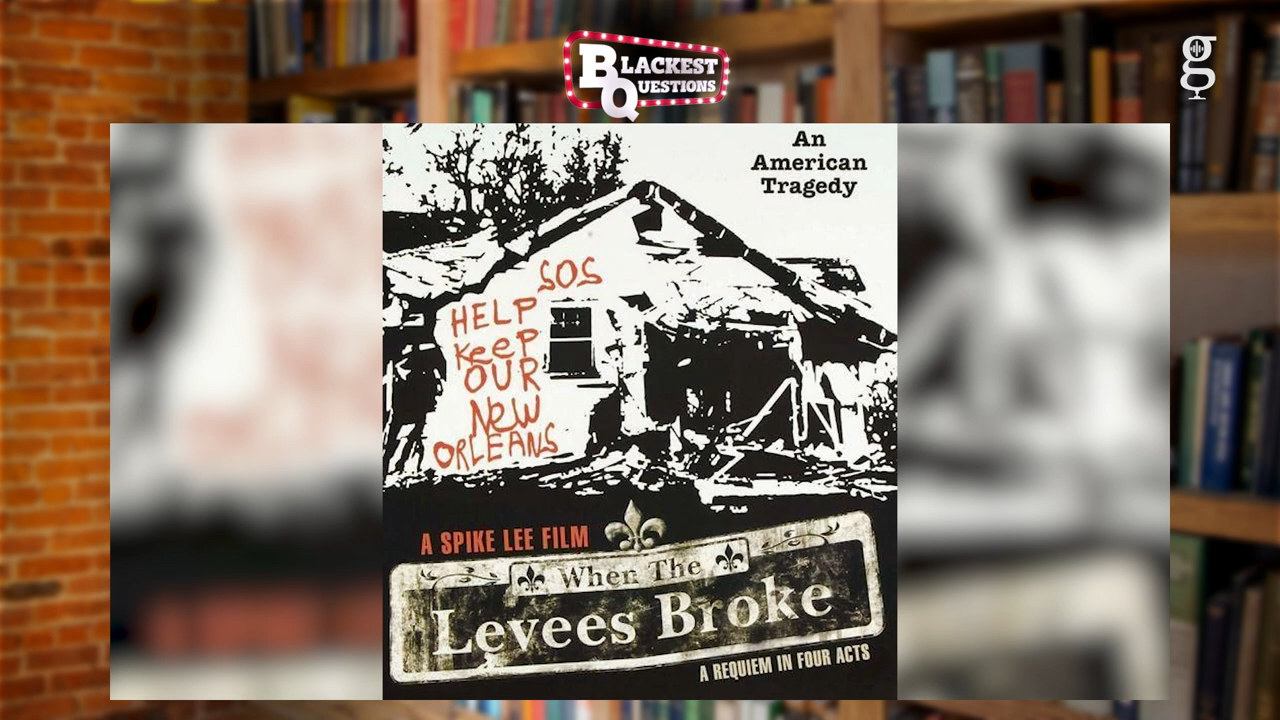 BLACKEST
QUESTIONS
g
An
American
Tragedy
SOS
HELP
KeeP
OUR
NeW
ORLEANS
A SPIKE LEE FILM
When The
Levees Broke
A REQUIEM IN FOUR ACTS